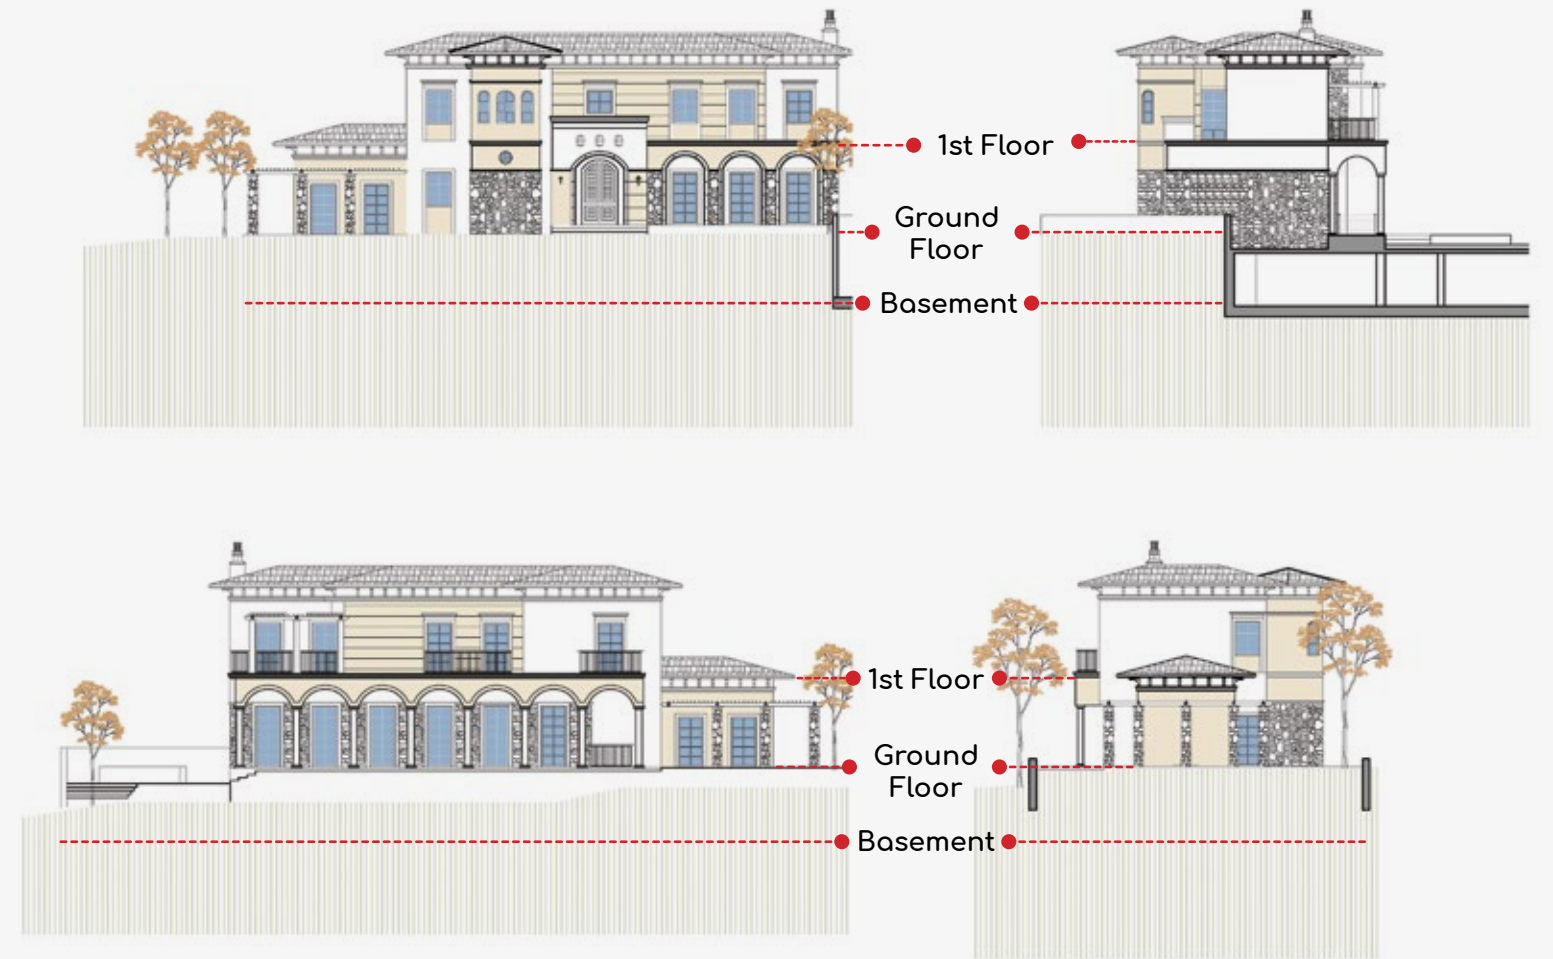 1st Floor
Ground
Floor
Basement
1st Floor
Ground
Floor
Basement